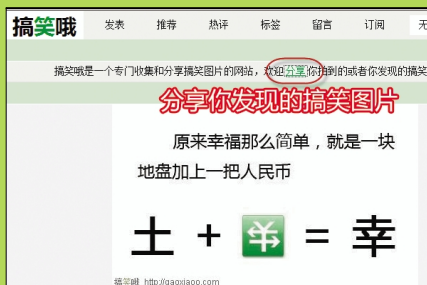 搞笑哦 发表 推荐 热评 标签 留言 订阅
搞笑哦是一个专门收集和分享搞笑图片的网站，欢迎分享你拍到的或者你发现的搞笑
分享你发现的搞笑图片
原来幸福那么简单，就是一块
地盘加上一把人民币
土 + = 幸
搞笑哦 http://gaoxiaoo.com